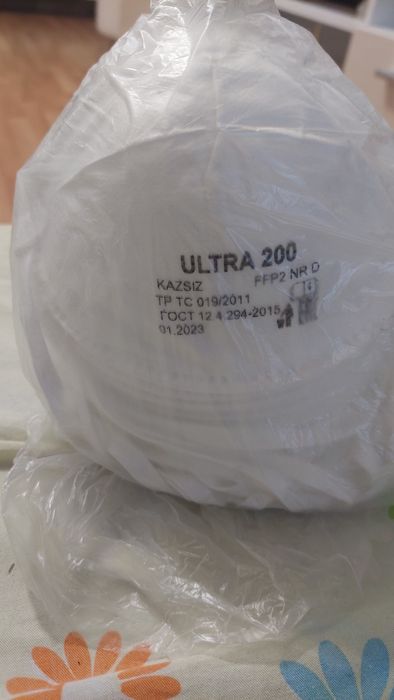 ULTRA 200
KAZSIZ FFP2 NR D
ТР ТС 019/2011
ГОСТ 12.4.294-2015
01.2023